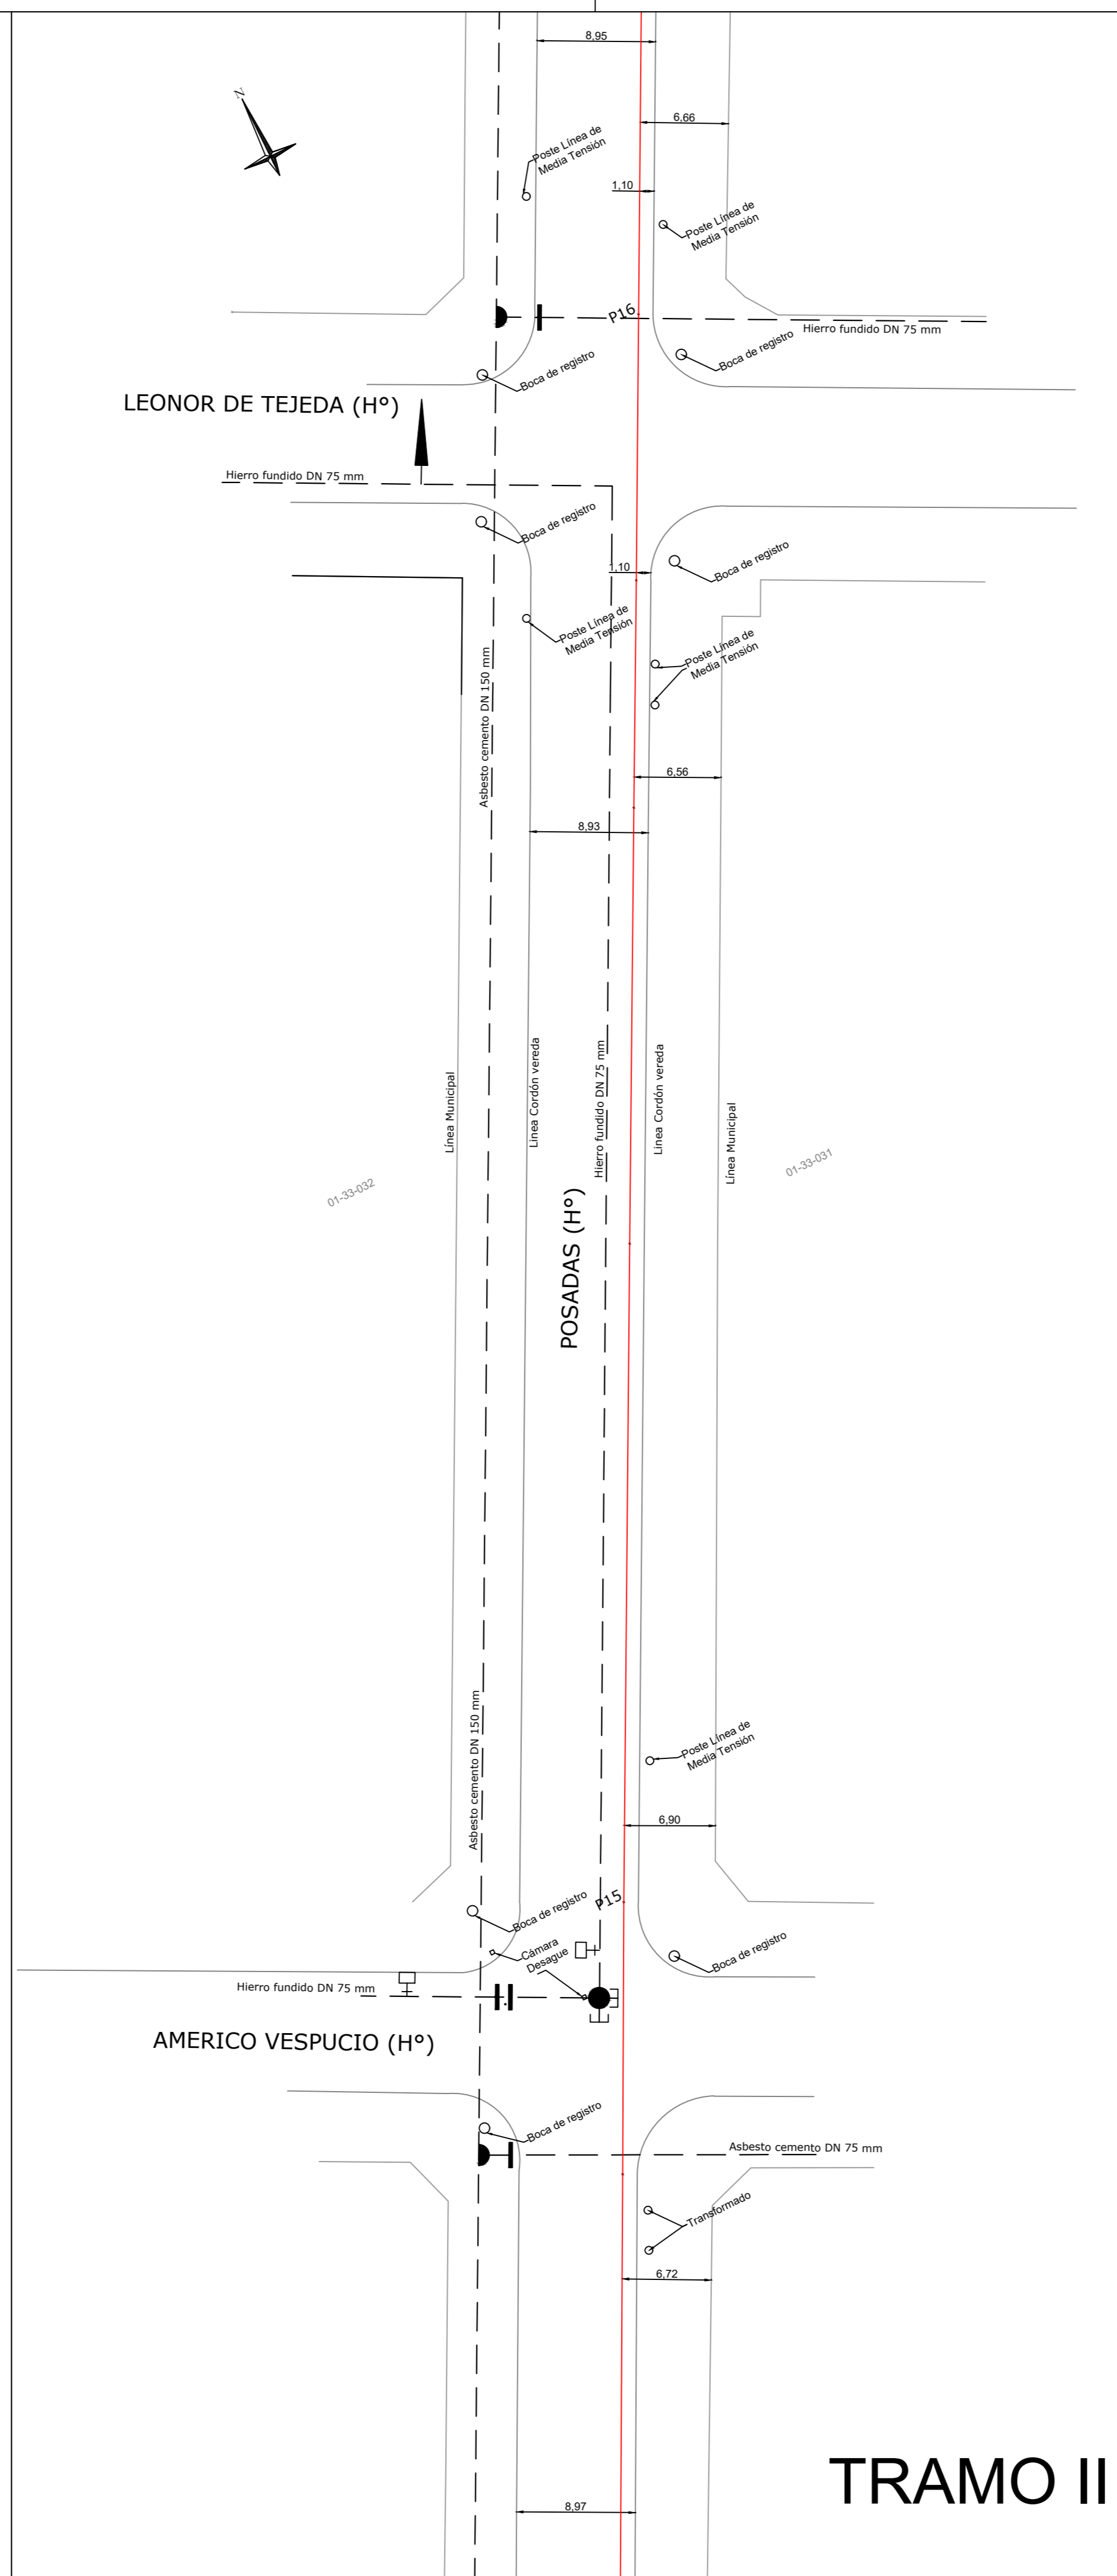 8,95
N
6,66
Poste Línea de
Media Tensión
1,10
Poste Línea de
Media Tensión
P16
Hierro fundido DN 75 mm
Boca de registro
Boca de registro
LEONOR DE TEJEDA (H°)
Hierro fundido DN 75 mm
Boca de registro
Boca de registro
1,10
Poste Línea de
Media Tensión
Poste Línea de
Media Tensión
Asbesto cemento DN 150 mm
6,56
8,93
Línea Municipal
Línea Cordón vereda
Hierro fundido DN 75 mm
Línea Cordón vereda
Línea Municipal
01-33-032
01-33-031
POSADAS (H°)
Asbesto cemento DN 150 mm
Poste Línea de
Media Tensión
6,90
P15
Boca de registro
Cámara
Desague
Boca de registro
Hierro fundido DN 75 mm
AMERICO VESPUCIO (H°)
Boca de registro
Asbesto cemento DN 75 mm
Transformado
6,72
TRAMO II
8,97